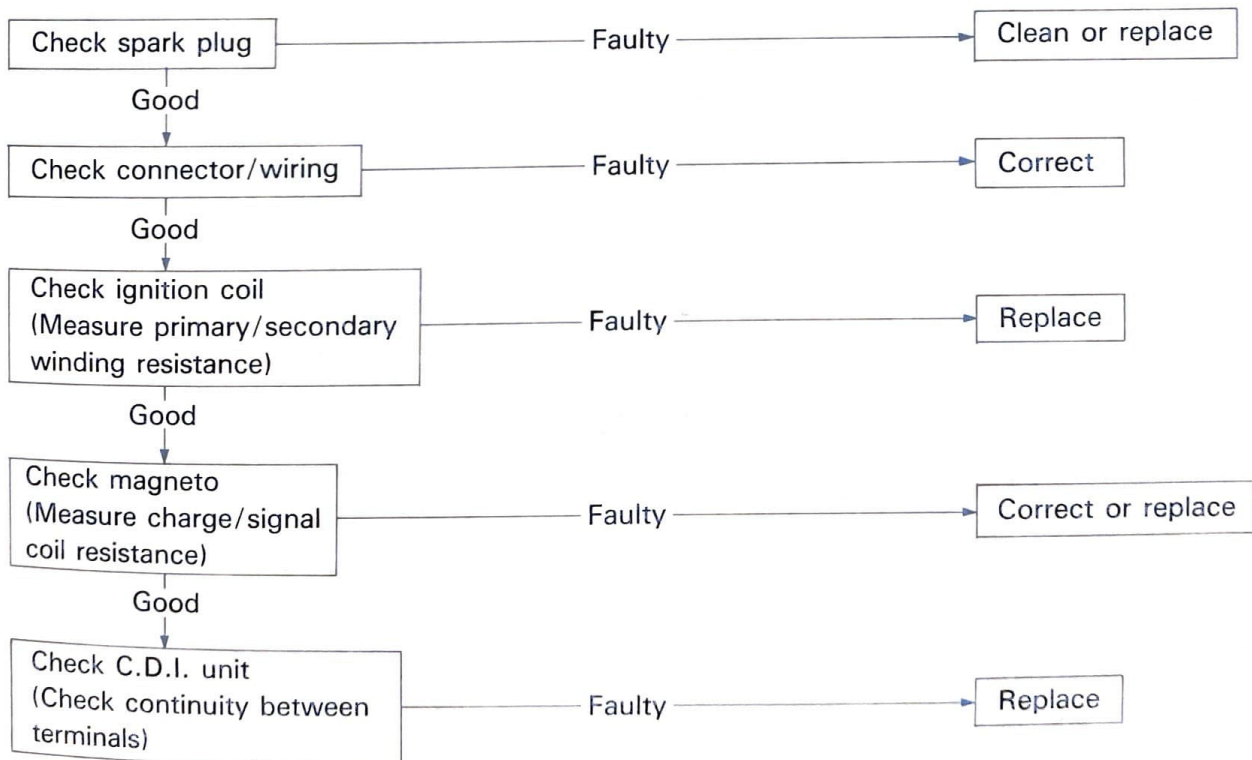 Check spark plug
Faulty
Clean or replace
Good
Check connector/wiring
Faulty
Correct
Good
Check ignition coil
(Measure primary/secondary
winding resistance)
Faulty
Replace
Good
Check magneto
(Measure charge/signal
coil resistance)
Faulty
Correct or replace
Good
Check C.D.I. unit
(Check continuity between
terminals)
Faulty
Replace